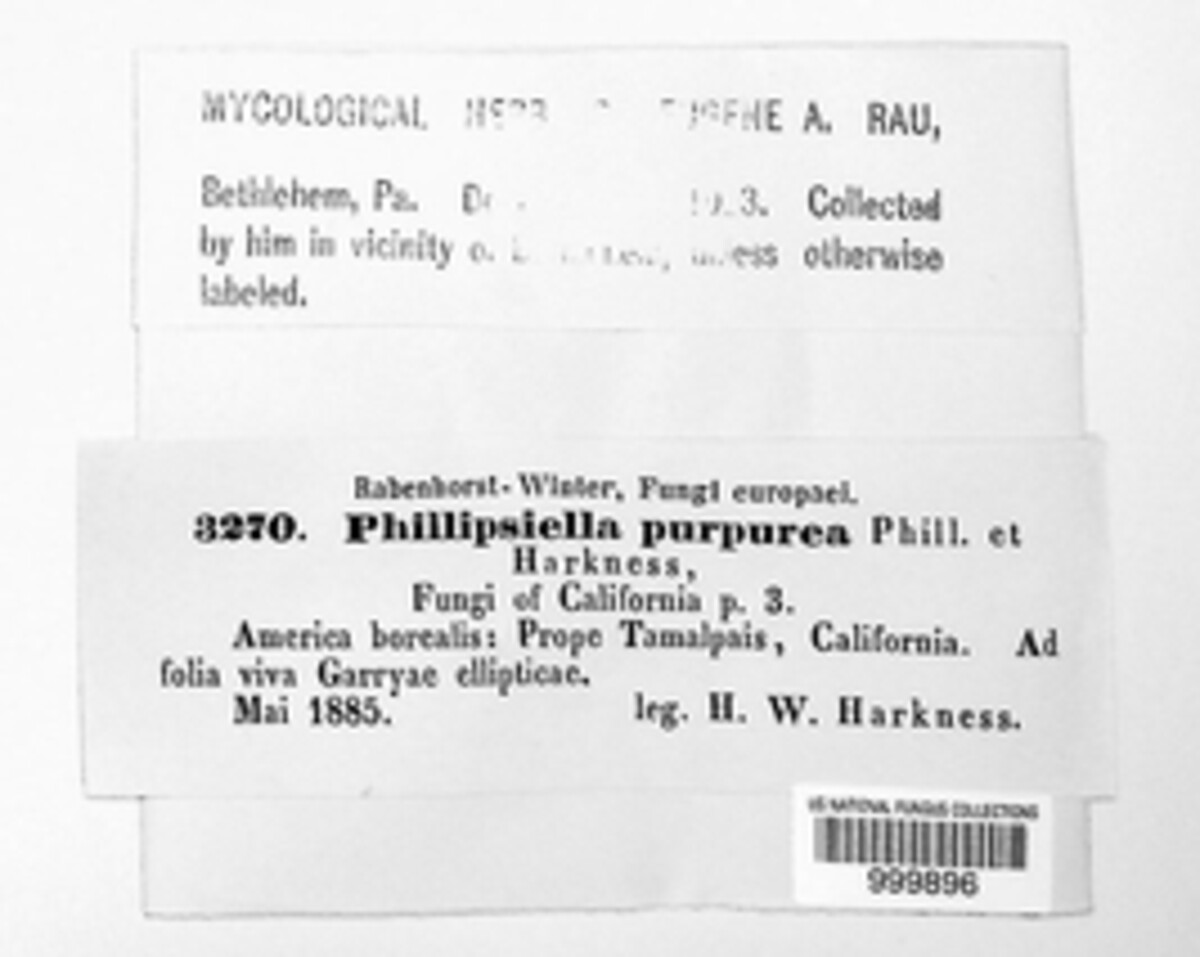 MYCOLOGICAL EUGENE A. RAU,
Bethlehem, Pa. Collected
by him in vicinity unless otherwise
labeled.
Rabenhorst-Winter, Fungi europaei.
3270. Phillipsiella purpurea Phill. et
Harkness,
Fungi of California p. 3.
America borealis: Prope Tamalpais, California. Ad
folia viva Garryae ellipticae.
Mai 1885. leg. H. W. Harkness.
US NATIONAL FUNGUS COLLECTIONS
999896